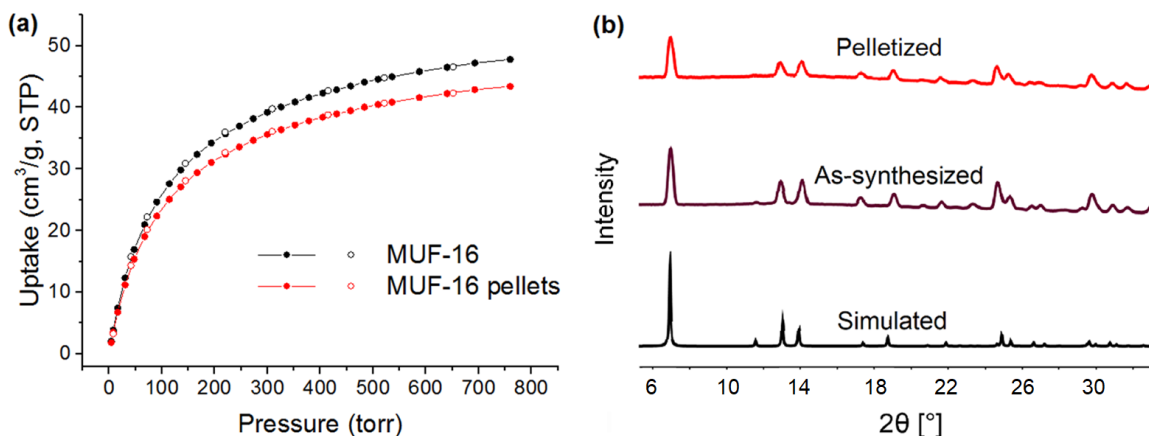 (a)
50
40
30
20
10
0
Uptake (cm³/g, STP)
MUF-16
MUF-16 pellets
0 100 200 300 400 500 600 700 800
Pressure (torr)
(b)
Pelletized
As-synthesized
Simulated
Intensity
6 10 14 18 22 26 30
2θ [°]